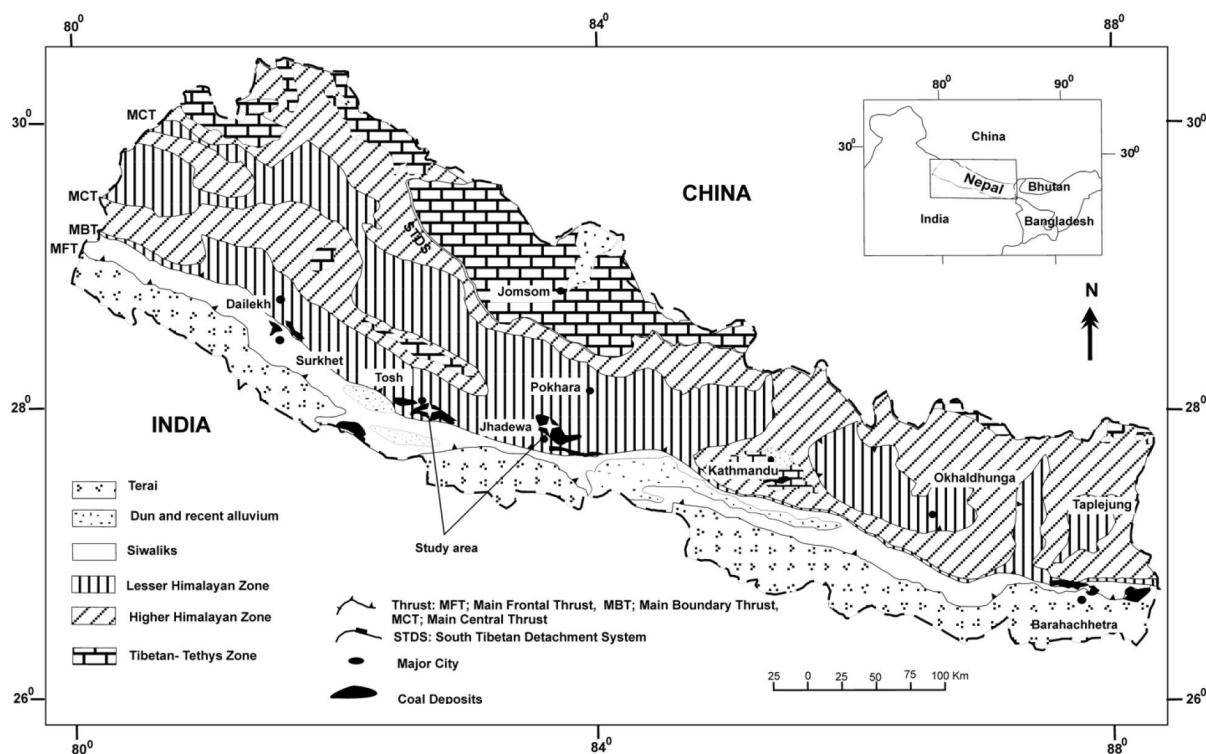 80⁰
84
88⁰
80⁰
90⁰
MCT
30⁰
30⁰
China
30⁰
30⁰
CHINA
Nepal
Bhutan
MCT
India
Bangladesh
MBT
STDS
MFT
Jomsom
N
Dailekh
Surkhet
Tosh
Pokhara
28⁰
28⁰
INDIA
Jhadewa
Kathmandu
Okhaldhunga
Terai
Taplejung
Dun and recent alluvium
Study area
Siwaliks
Lesser Himalayan Zone
Thrust: MFT; Main Frontal Thrust, MBT; Main Boundary Thrust,
MCT; Main Central Thrust
Higher Himalayan Zone
Barahachhetra
STDS: South Tibetan Detachment System
Tibetan- Tethys Zone
Major City
25 0 25 50 100 Km
Coal Deposits
26⁰
26⁰
80⁰
84⁰
88⁰